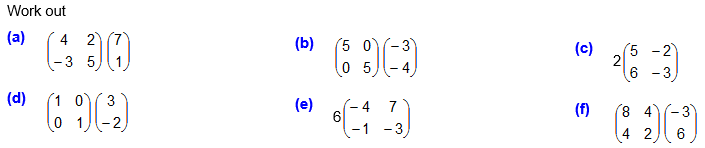 Work out
(a) (4 2) (7)
(−3 5) (1)
(b) (5 0) (−3)
(0 5) (−4)
(c) 2 (5 −2)
(6 −3)
(d) (1 0) (3)
(0 1) (−2)
(e) 6 (−4 7)
(−1 −3)
(f) (8 4) (−3)
(4 2) (6)